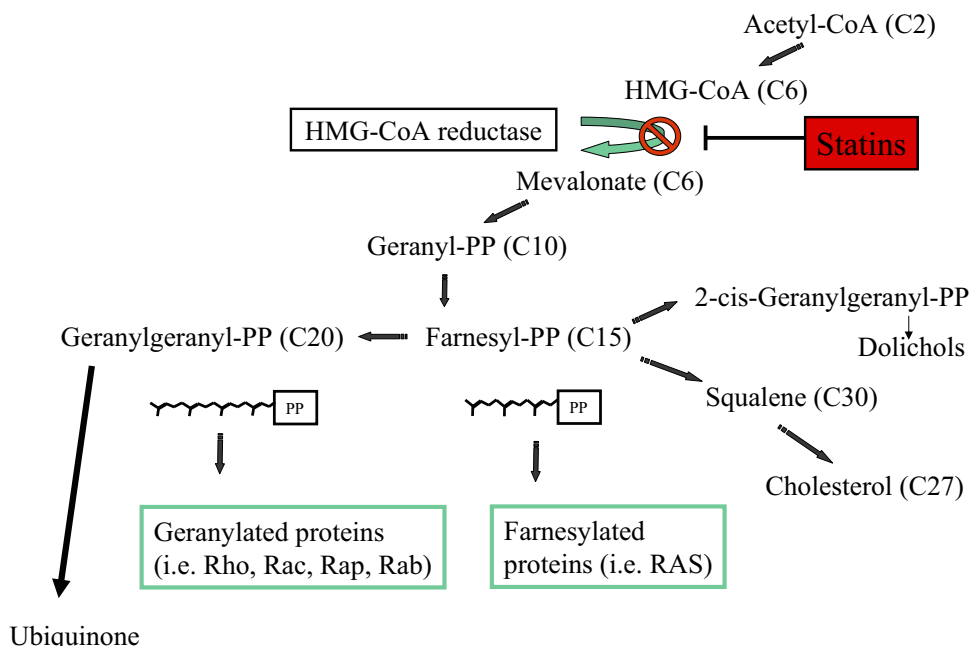 Acetyl-CoA (C2)
HMG-CoA (C6)
HMG-CoA reductase
Statins
Mevalonate (C6)
Geranyl-PP (C10)
2-cis-Geranylgeranyl-PP
Geranylgeranyl-PP (C20)
Farnesyl-PP (C15)
Dolichols
Squalene (C30)
PP
PP
Cholesterol (C27)
Geranylated proteins
(i.e. Rho, Rac, Rap, Rab)
Farnesylated
proteins (i.e. RAS)
Ubiquinone